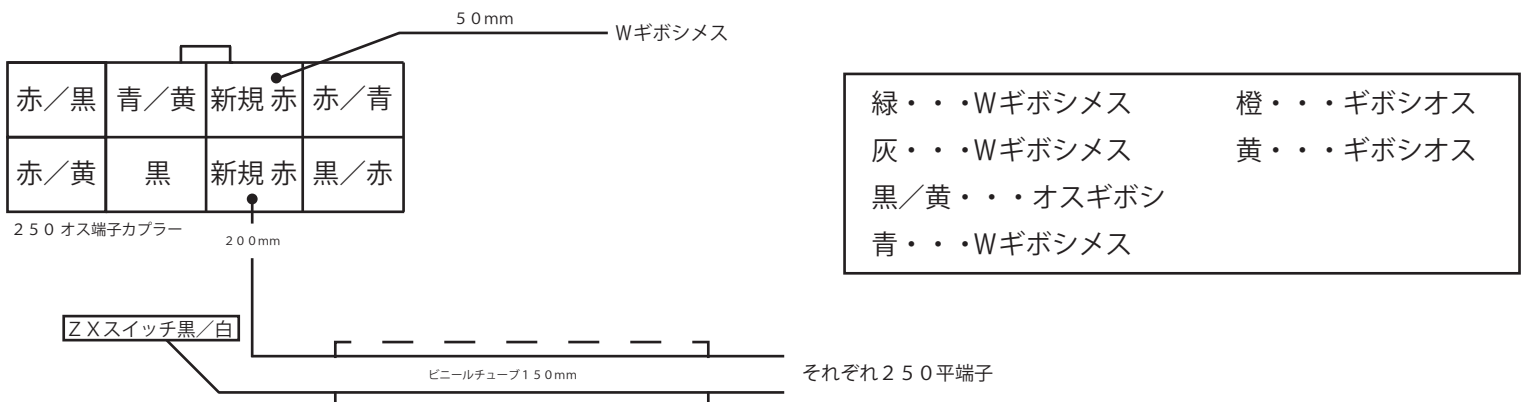 ５０mm
Wギボシメス
赤／黒 青／黄 新規 赤 赤／青
赤／黄 黒 新規 赤 黒／赤
２５０ オス端子カプラー
２００mm
緑・・・Wギボシメス 橙・・・ギボシオス
灰・・・Wギボシメス 黄・・・ギボシオス
黒／黄・・・オスギボシ
青・・・Wギボシメス
ＺＸスイッチ黒／白
ビニールチューブ１５０mm
それぞれ２５０平端子